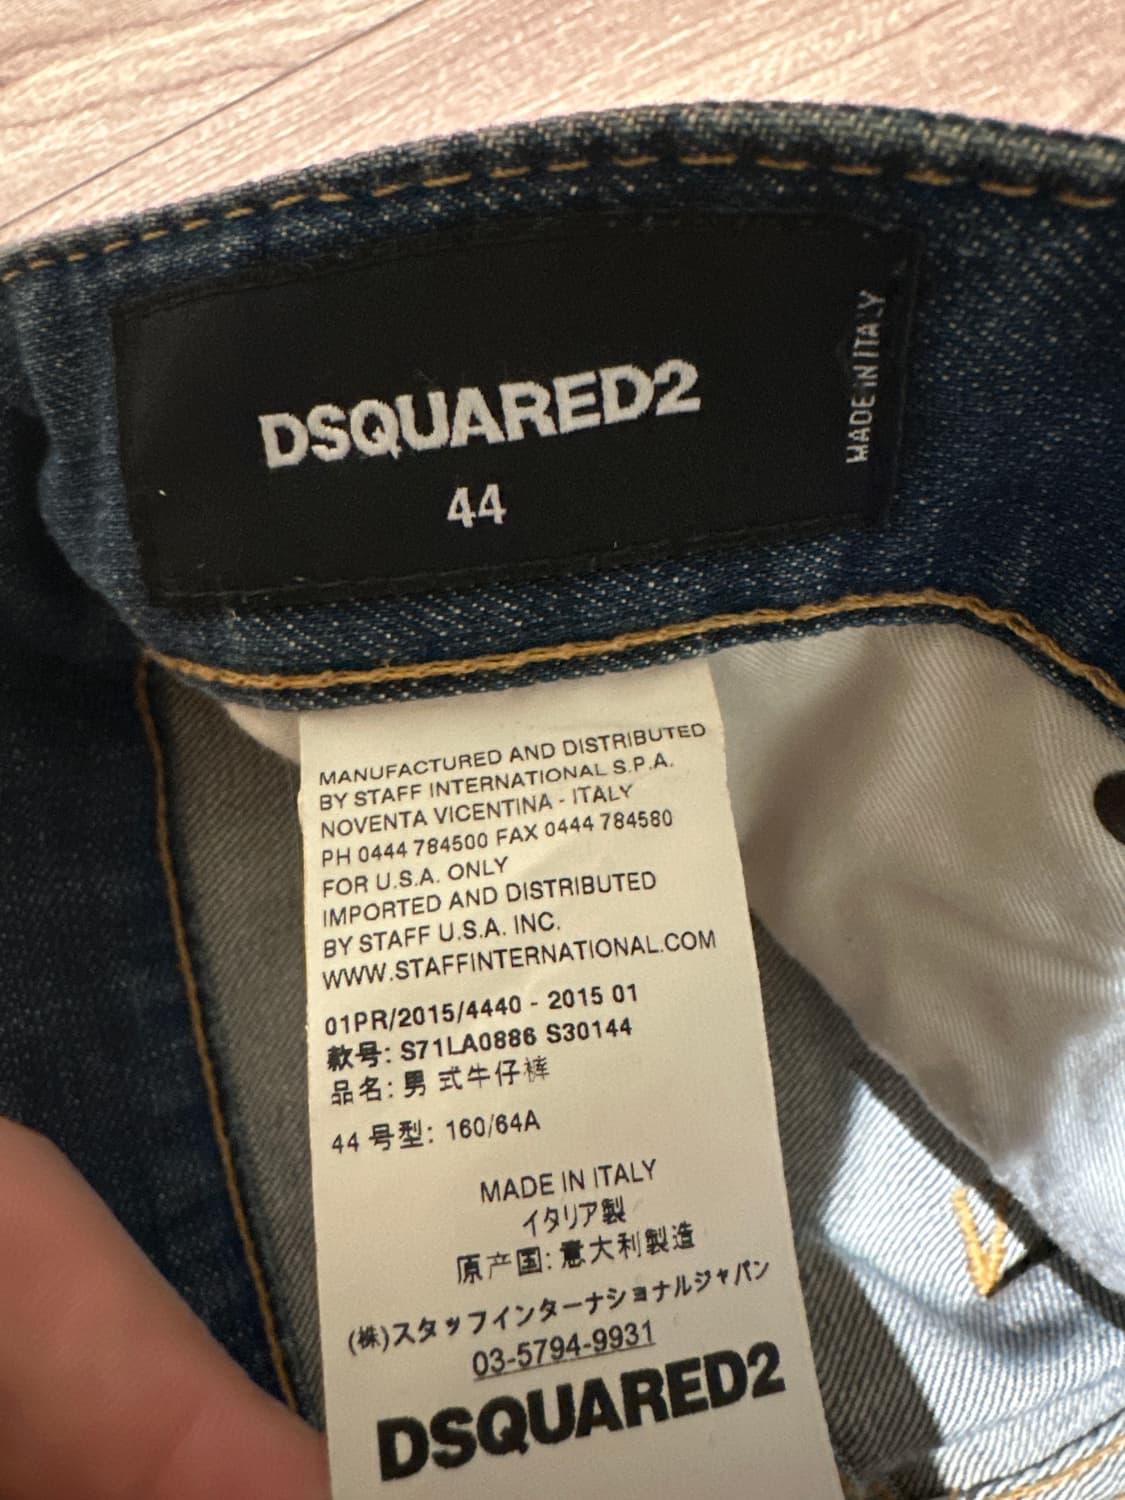 DSQUARED2
44
MADE IN ITALY
MANUFACTURED AND DISTRIBUTED
BY STAFF INTERNATIONAL S.P.A.
NOVENTA VICENTINA - ITALY
PH 0444 784500 FAX 0444 784580
FOR U.S.A. ONLY
IMPORTED AND DISTRIBUTED
BY STAFF U.S.A. INC.
WWW.STAFFINTERNATIONAL.COM
01PR/2015/4440 - 2015 01
款号: S71LA0886 S30144
品名: 男 式牛仔裤
44 号型: 160/64A
MADE IN ITALY
イタリア製
原产国: 意大利製造
(株)スタッフインターナショナルジャパン
03-5794-9931
DSQUARED2